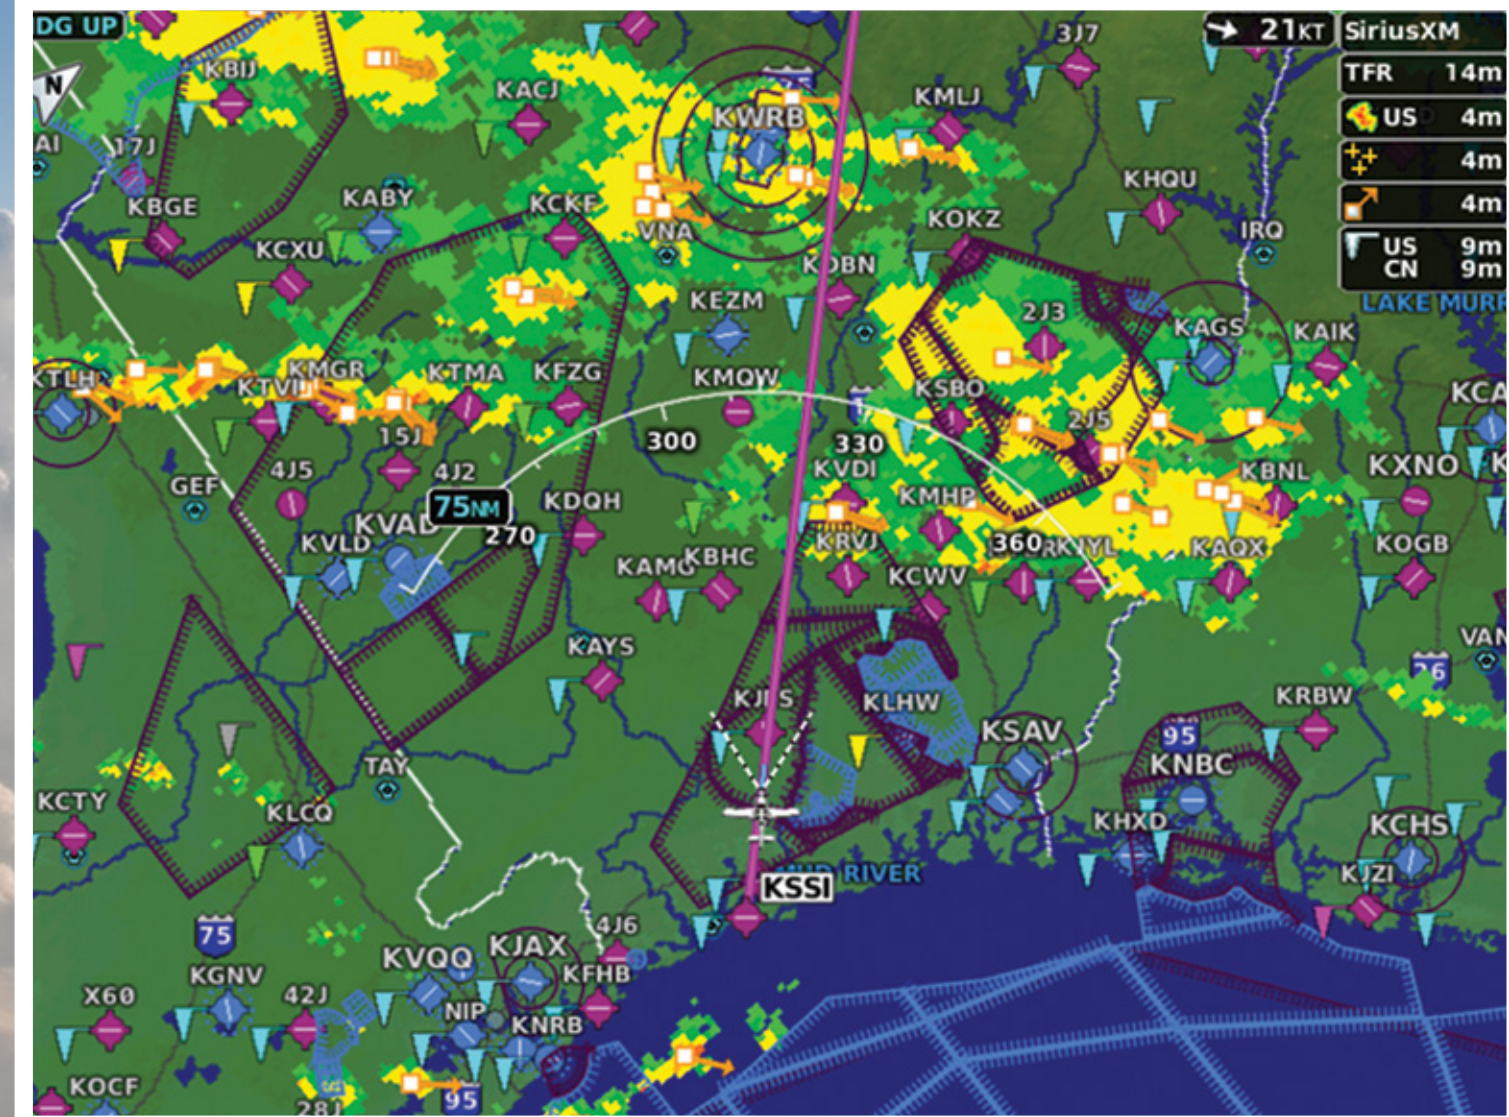 DG UP
21KT
SiriusXM
TFR 14m
US 4m
4m
4m
US 9m
CN 9m
3J7
KBIJ
KACJ
KWRB
KMLJ
N
AI
17J
KHQU
KBGE
KABY
KCKF
VNA
KOKZ
IRQ
KCXU
KDBN
KEZM
2J3
KAGS
KAIK
KTLH
KMGR
KTVI
KTMA
KFZG
KMQW
KSBO
KCA
300
330
2J5
15J
GEF
4J5
4J2
75NM
270
KDQH
KVDI
KMHP
KBNL
KXNO
KVAD
KVLD
KRVJ
360
KJYL
KAQX
KOGB
KAMG
KBHC
KCWV
KAYS
VAN
26
KJES
KLHW
KSAV
KRBW
95
KNBC
TAY
KCTY
KLCQ
KHXD
KCHS
KJZI
KSSI
RIVER
75
4J6
KVQQ
KJAX
KFHB
KGNV
X60
42J
NIP
KNRB
KOCF
28J
95